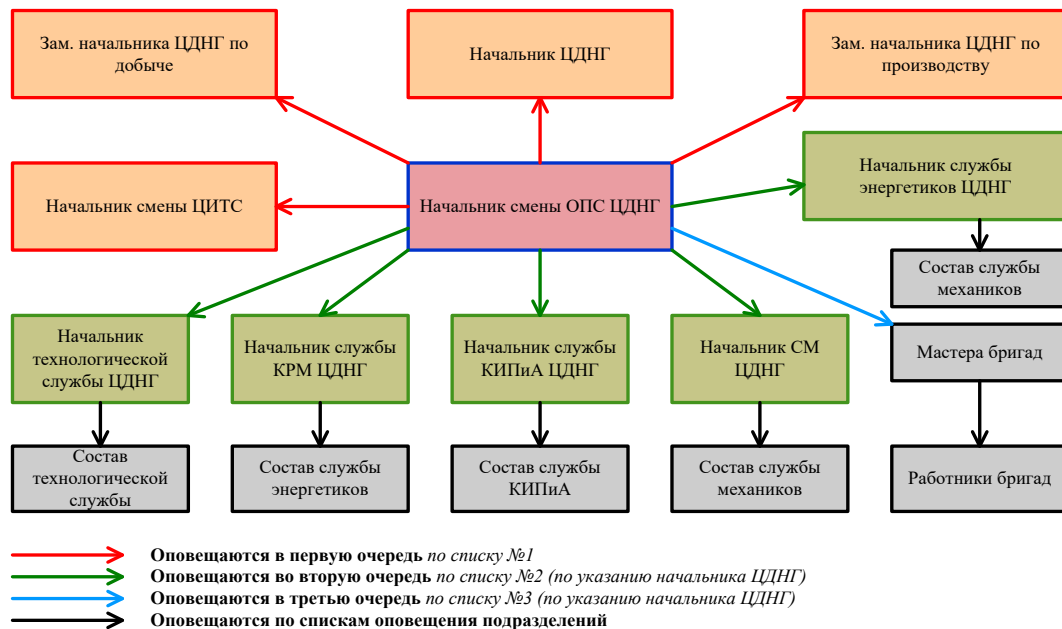 Зам. начальника ЦДНГ по
добыче
Начальник ЦДНГ
Зам. начальника ЦДНГ по
производству
Начальник службы
энергетиков ЦДНГ
Начальник смены ЦИТС
Начальник смены ОПС ЦДНГ
Состав службы
механиков
Начальник
технологической
службы ЦДНГ
Начальник службы
КРМ ЦДНГ
Начальник службы
КИПиА ЦДНГ
Начальник СМ
ЦДНГ
Мастера бригад
Состав
технологической
службы
Состав службы
энергетиков
Состав службы
КИПиА
Состав службы
механиков
Работники бригад
Оповещаются в первую очередь по списку №1
Оповещаются во вторую очередь по списку №2 (по указанию начальника ЦДНГ)
Оповещаются в третью очередь по списку №3 (по указанию начальника ЦДНГ)
Оповещаются по спискам оповещения подразделений